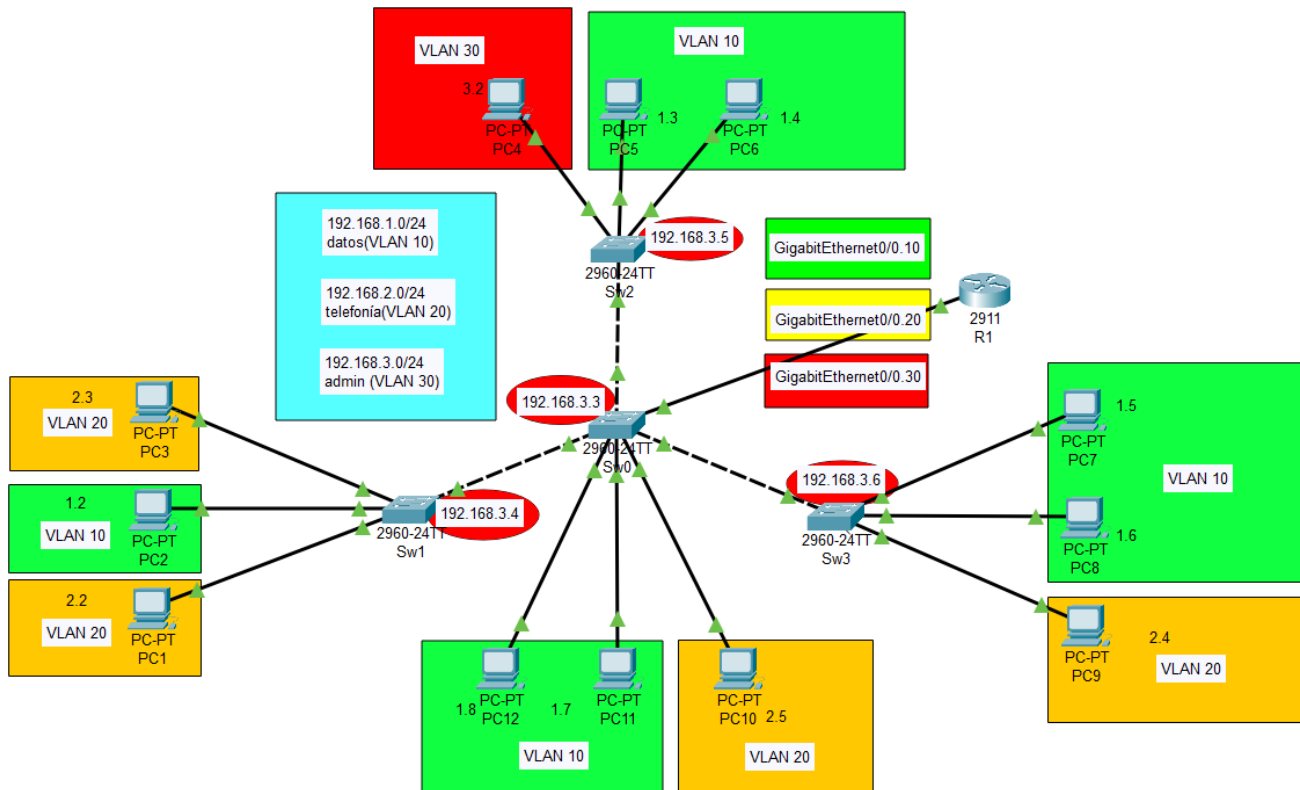 VLAN 30
3.2
PC-PT
PC4
VLAN 10
1.3
PC-PT
PC5
1.4
PC-PT
PC6
192.168.1.0/24
datos(VLAN 10)
192.168.2.0/24
telefonía(VLAN 20)
192.168.3.0/24
admin (VLAN 30)
192.168.3.5
2960-24TT
Sw2
GigabitEthernet0/0.10
GigabitEthernet0/0.20
GigabitEthernet0/0.30
2911
R1
192.168.3.3
2960-24TT
Sw0
2.3
VLAN 20
PC-PT
PC3
1.2
VLAN 10
PC-PT
PC2
2.2
VLAN 20
PC-PT
PC1
192.168.3.4
2960-24TT
Sw1
192.168.3.6
2960-24TT
Sw3
1.5
PC-PT
PC7
VLAN 10
1.6
PC-PT
PC8
2.4
PC-PT
PC9
VLAN 20
1.8
PC-PT
PC12
1.7
PC-PT
PC11
VLAN 10
PC-PT
PC10
2.5
VLAN 20